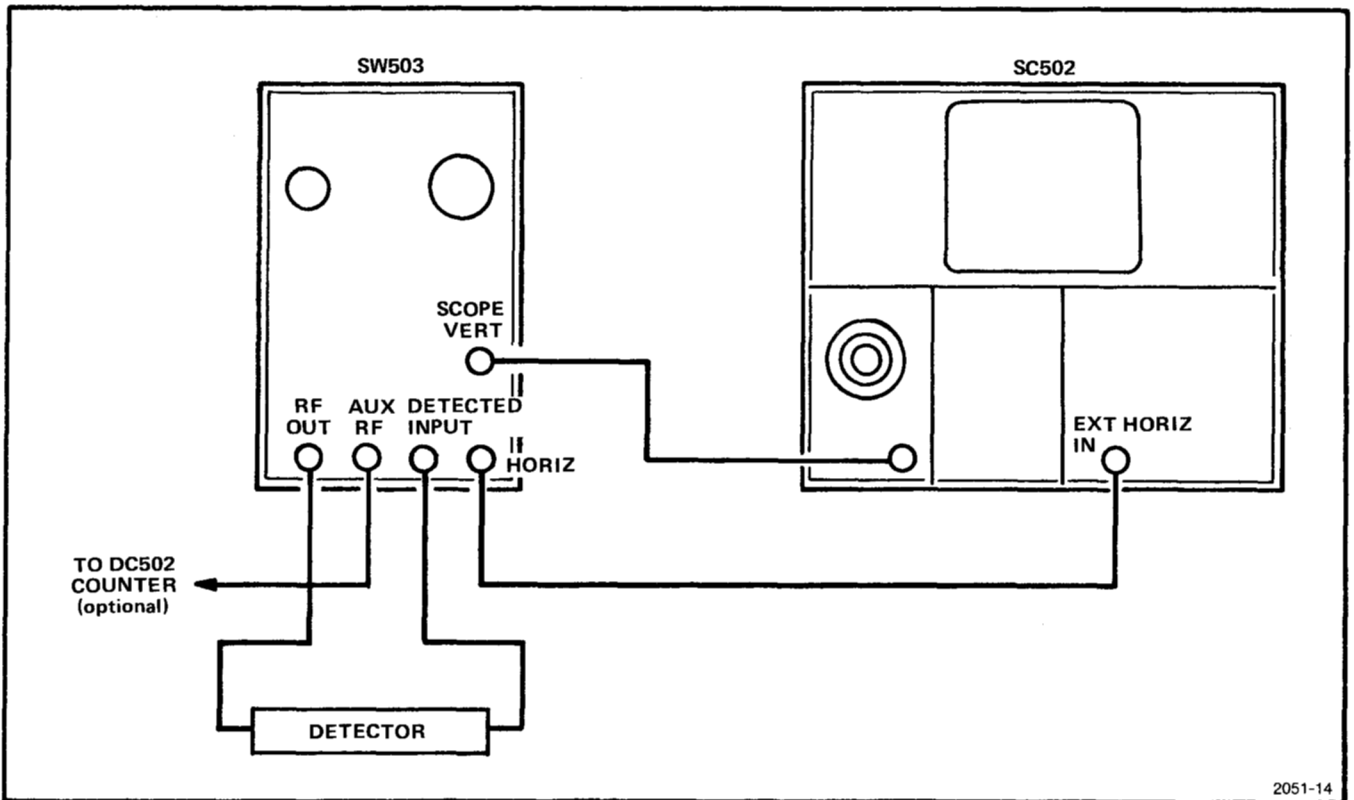 SW503
SC502
SCOPE
VERT
RF
OUT
AUX
RF
DETECTED
INPUT
HORIZ
EXT HORIZ
IN
TO DC502
COUNTER
(optional)
DETECTOR
2051-14